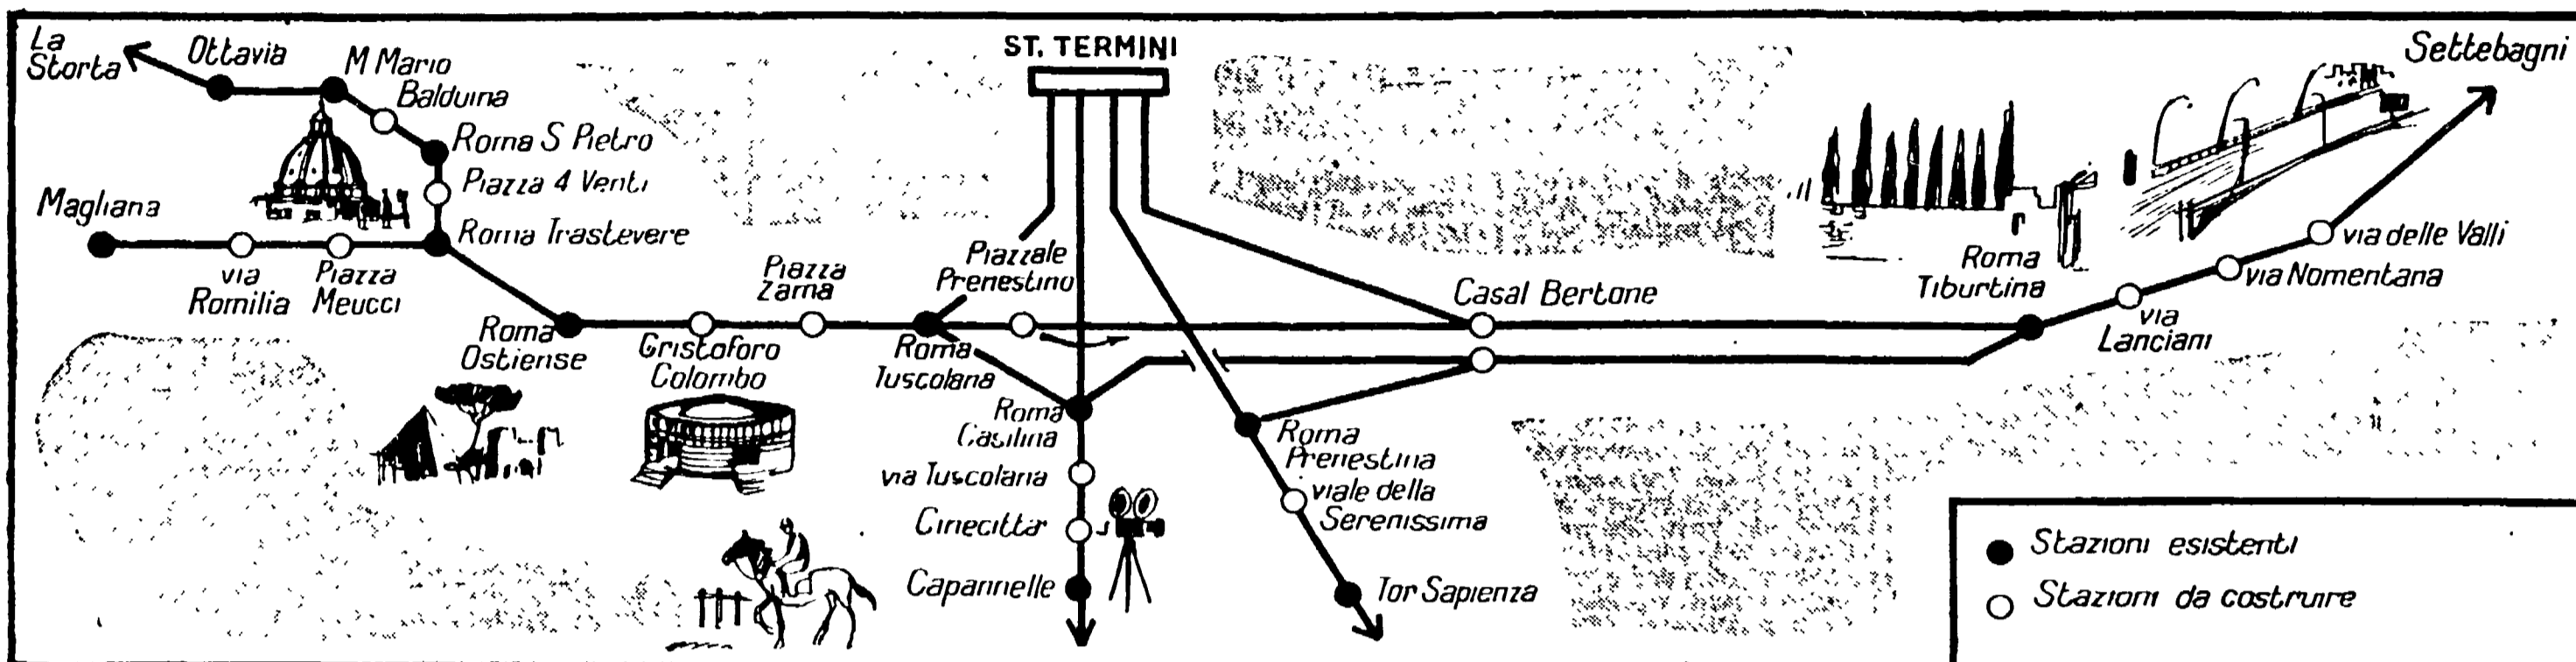 La
Storta
Ottavia
M Mario
Balduina
Roma S Pietro
Piazza 4 Venti
Magliana
Roma Trastevere
via
Romilia
Piazza
Meucci
Roma
Ostiense
Cristoforo
Colombo
Piazza
Zama
Roma
Tuscolana
Piazzale
Prenestino
ST. TERMINI
Roma
Casilina
via Tuscolana
Cinecittà
Capannelle
Roma
Prenestina
viale della
Serenissima
Tor Sapienza
Casal Bertone
Roma
Tiburtina
via
Lanciani
via Nomentana
via delle Valli
Settebagni
Stazioni esistenti
Stazioni da costruire